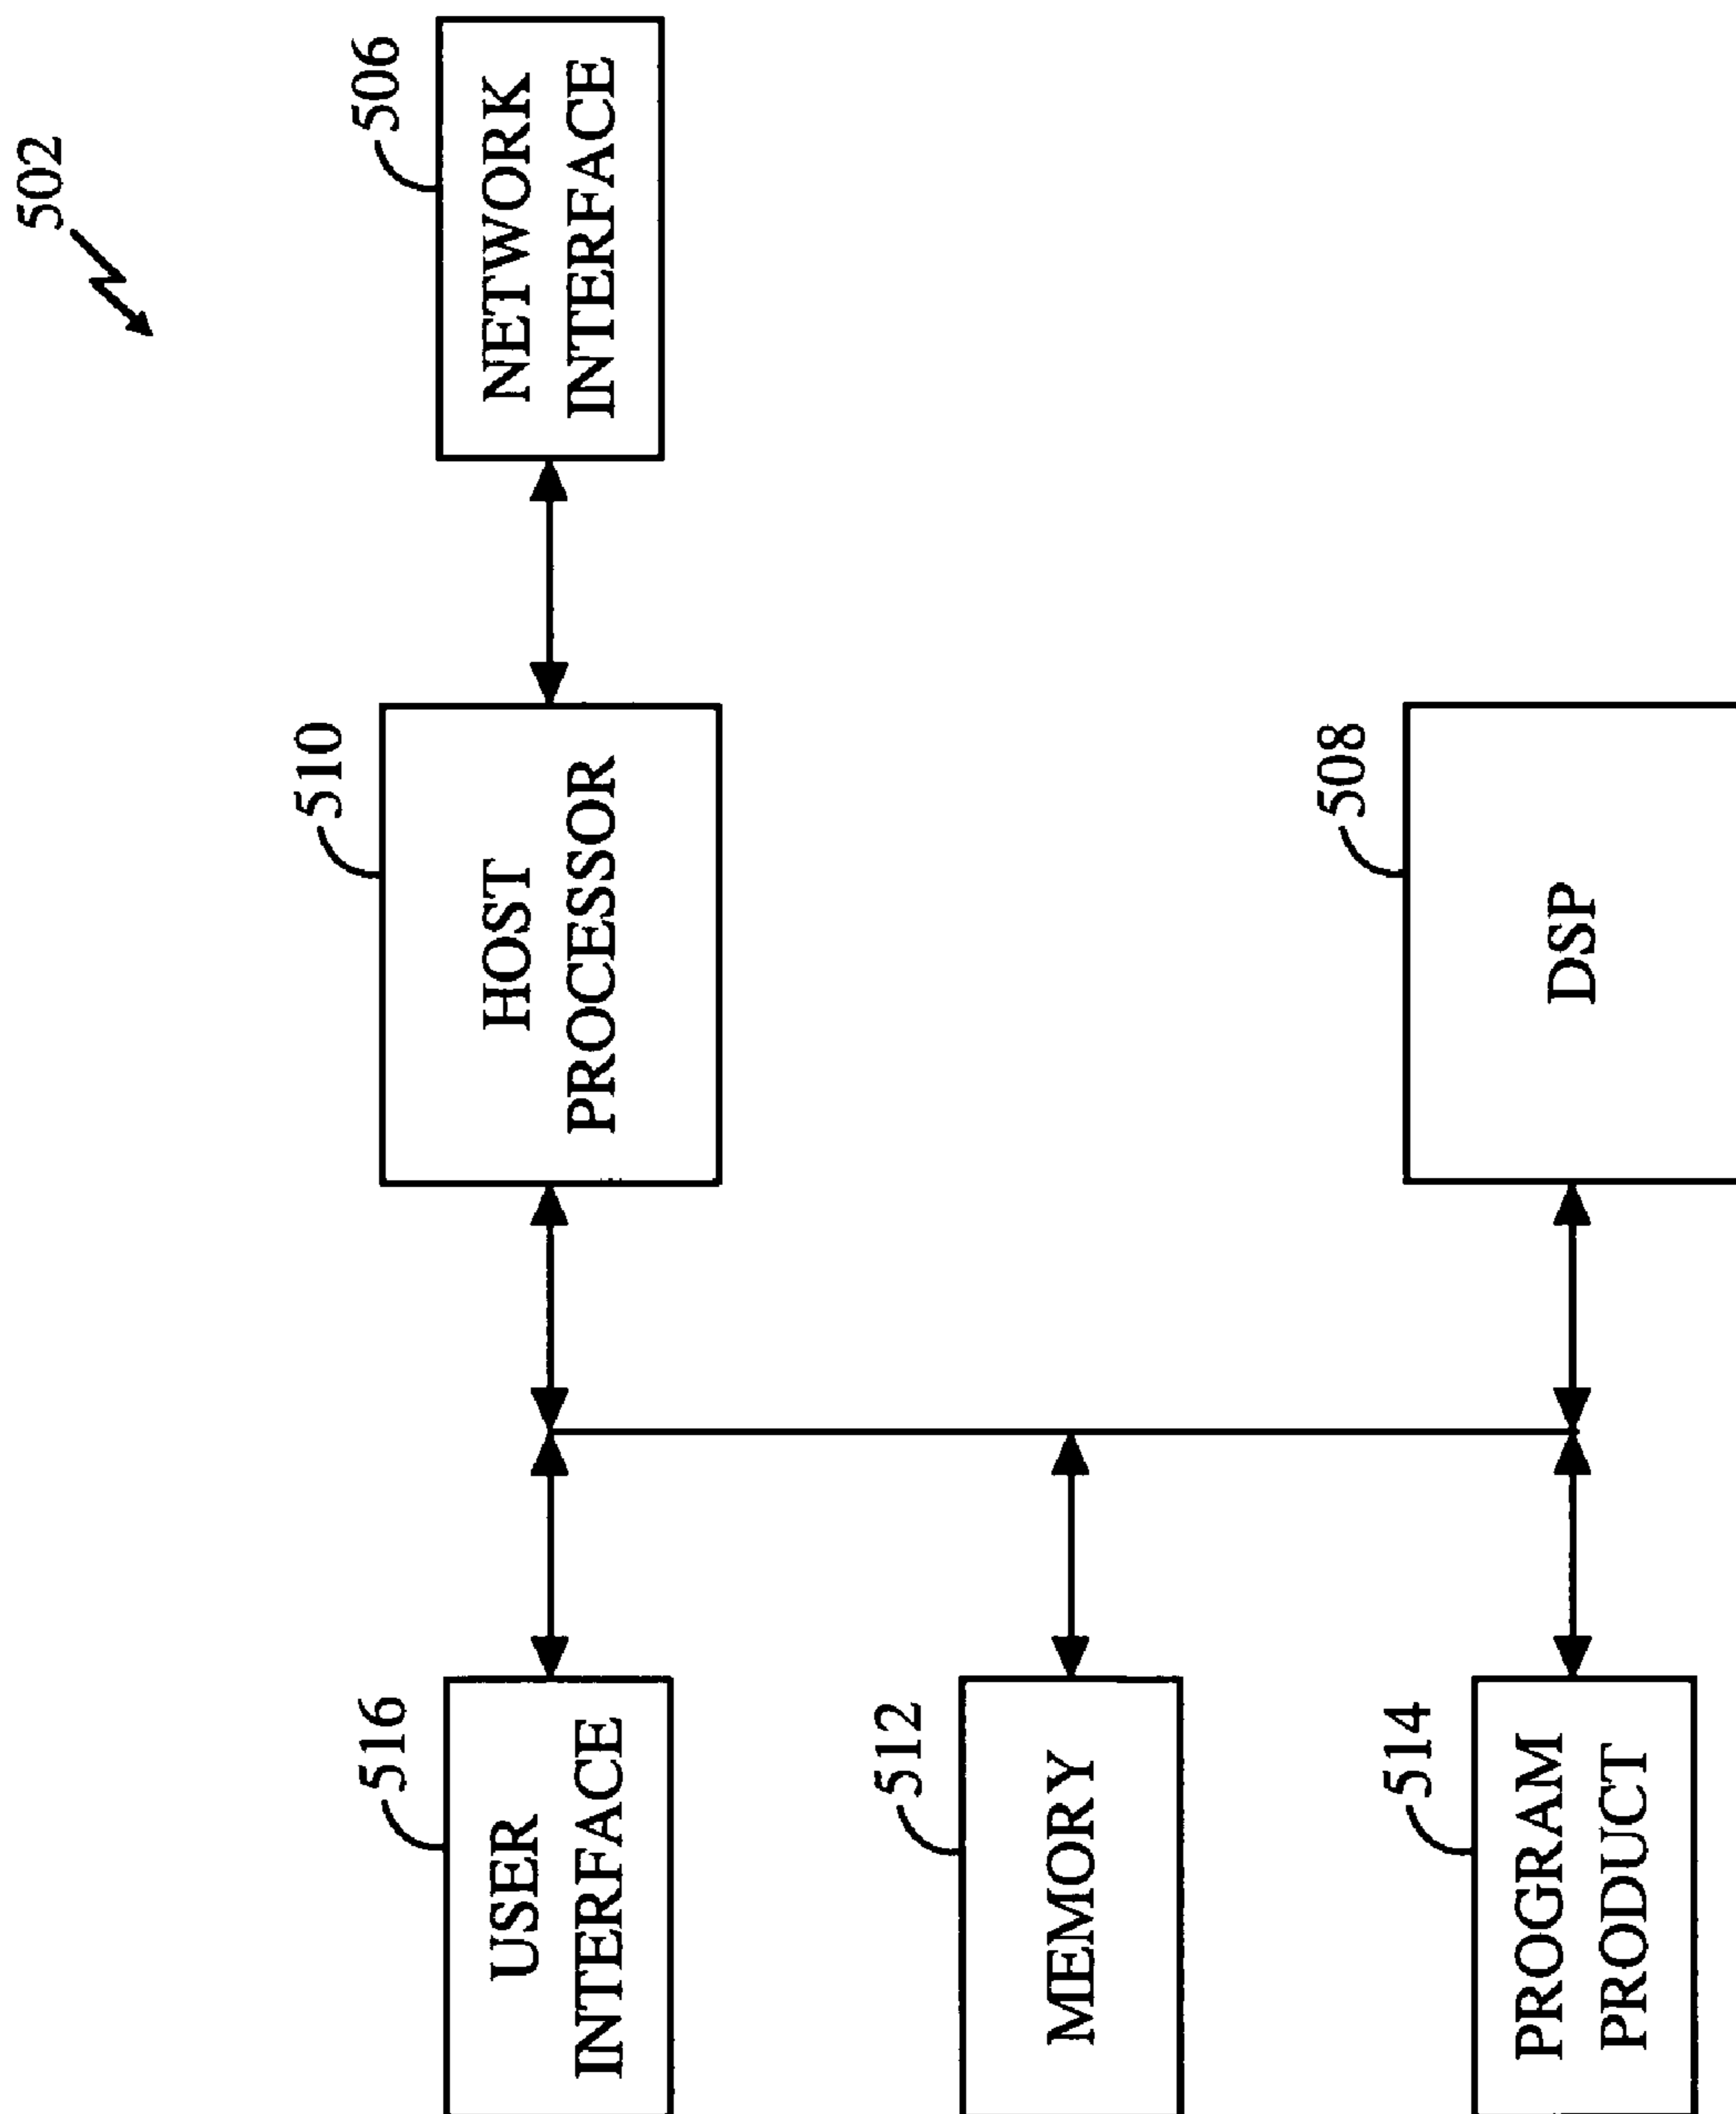 502
516
USER
INTERFACE
510
HOST
PROCESSOR
506
NETWORK
INTERFACE
512
MEMORY
514
PROGRAM
PRODUCT
508
DSP